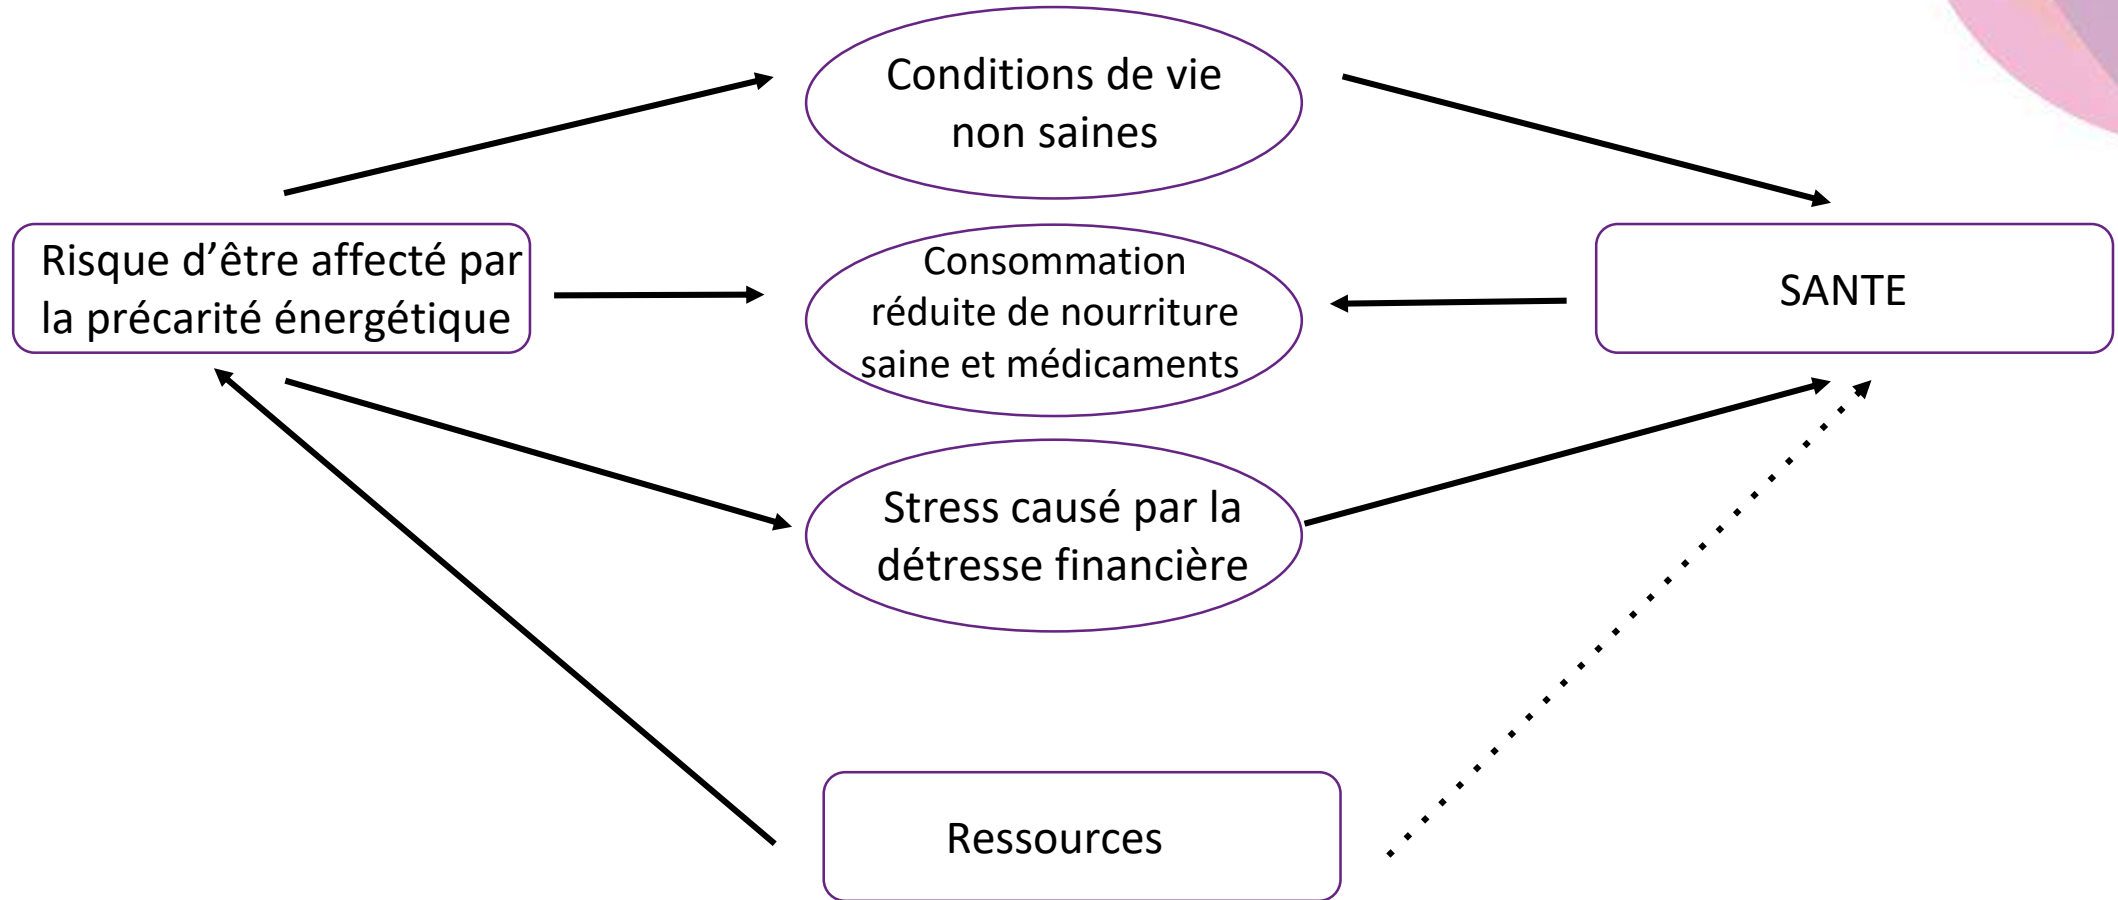 Conditions de vie
non saines
Risque d’être affecté par
la précarité énergétique
Consommation
réduite de nourriture
saine et médicaments
SANTE
Stress causé par la
détresse financière
Ressources